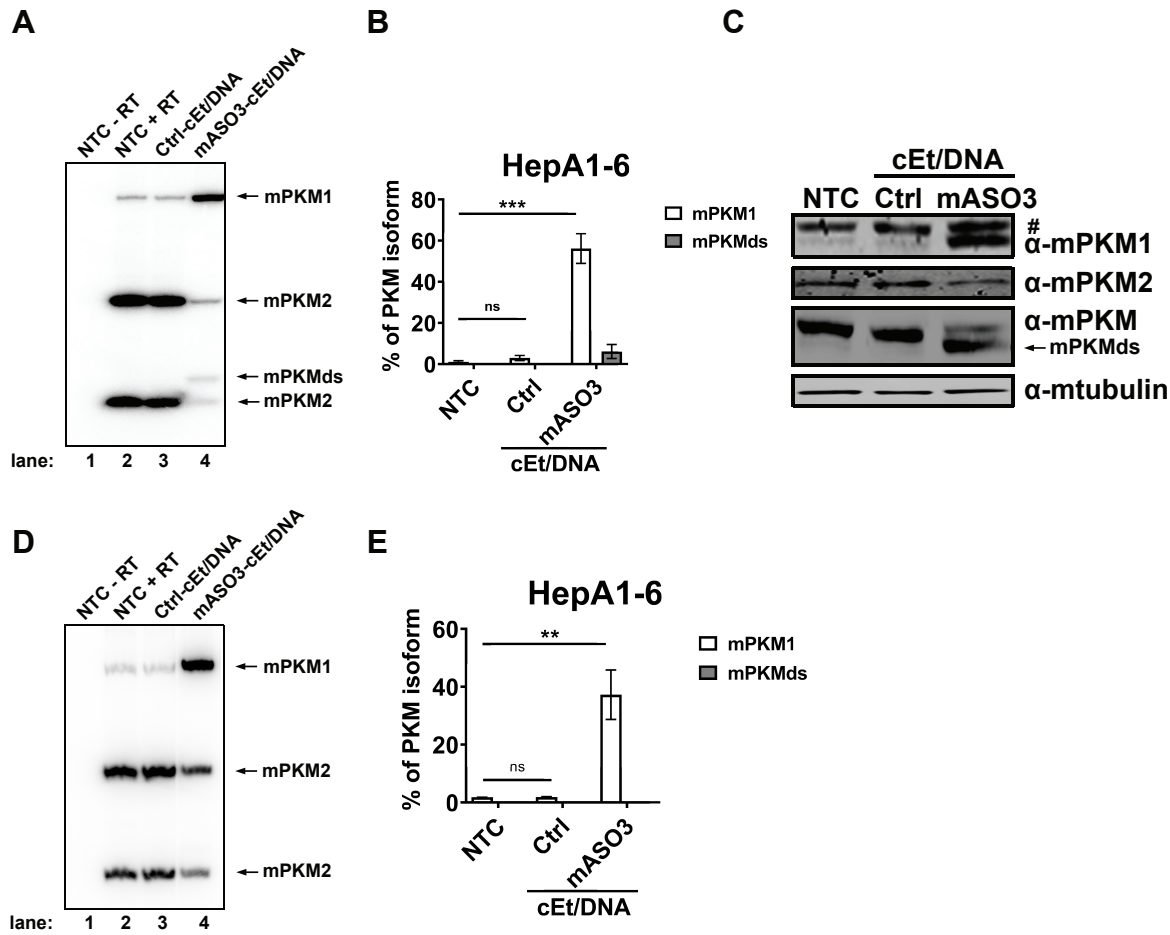 A
NTC - RT
NTC + RT
Ctrl-cEt/DNA
mASO3-cEt/DNA
mPKM1
mPKM2
mPKMds
mPKM2
lane: 1 2 3 4
B
HepA1-6
% of PKM isoform
80
60
40
20
0
***
ns
mPKM1
mPKMds
NTC
Ctrl
mASO3
cEt/DNA
C
cEt/DNA
NTC Ctrl mASO3
#
α-mPKM1
α-mPKM2
α-mPKM
mPKMds
α-mtubulin
D
NTC - RT
NTC + RT
Ctrl-cEt/DNA
mASO3-cEt/DNA
mPKM1
mPKM2
mPKM2
lane: 1 2 3 4
E
HepA1-6
% of PKM isoform
60
40
20
0
**
ns
mPKM1
mPKMds
NTC
Ctrl
mASO3
cEt/DNA